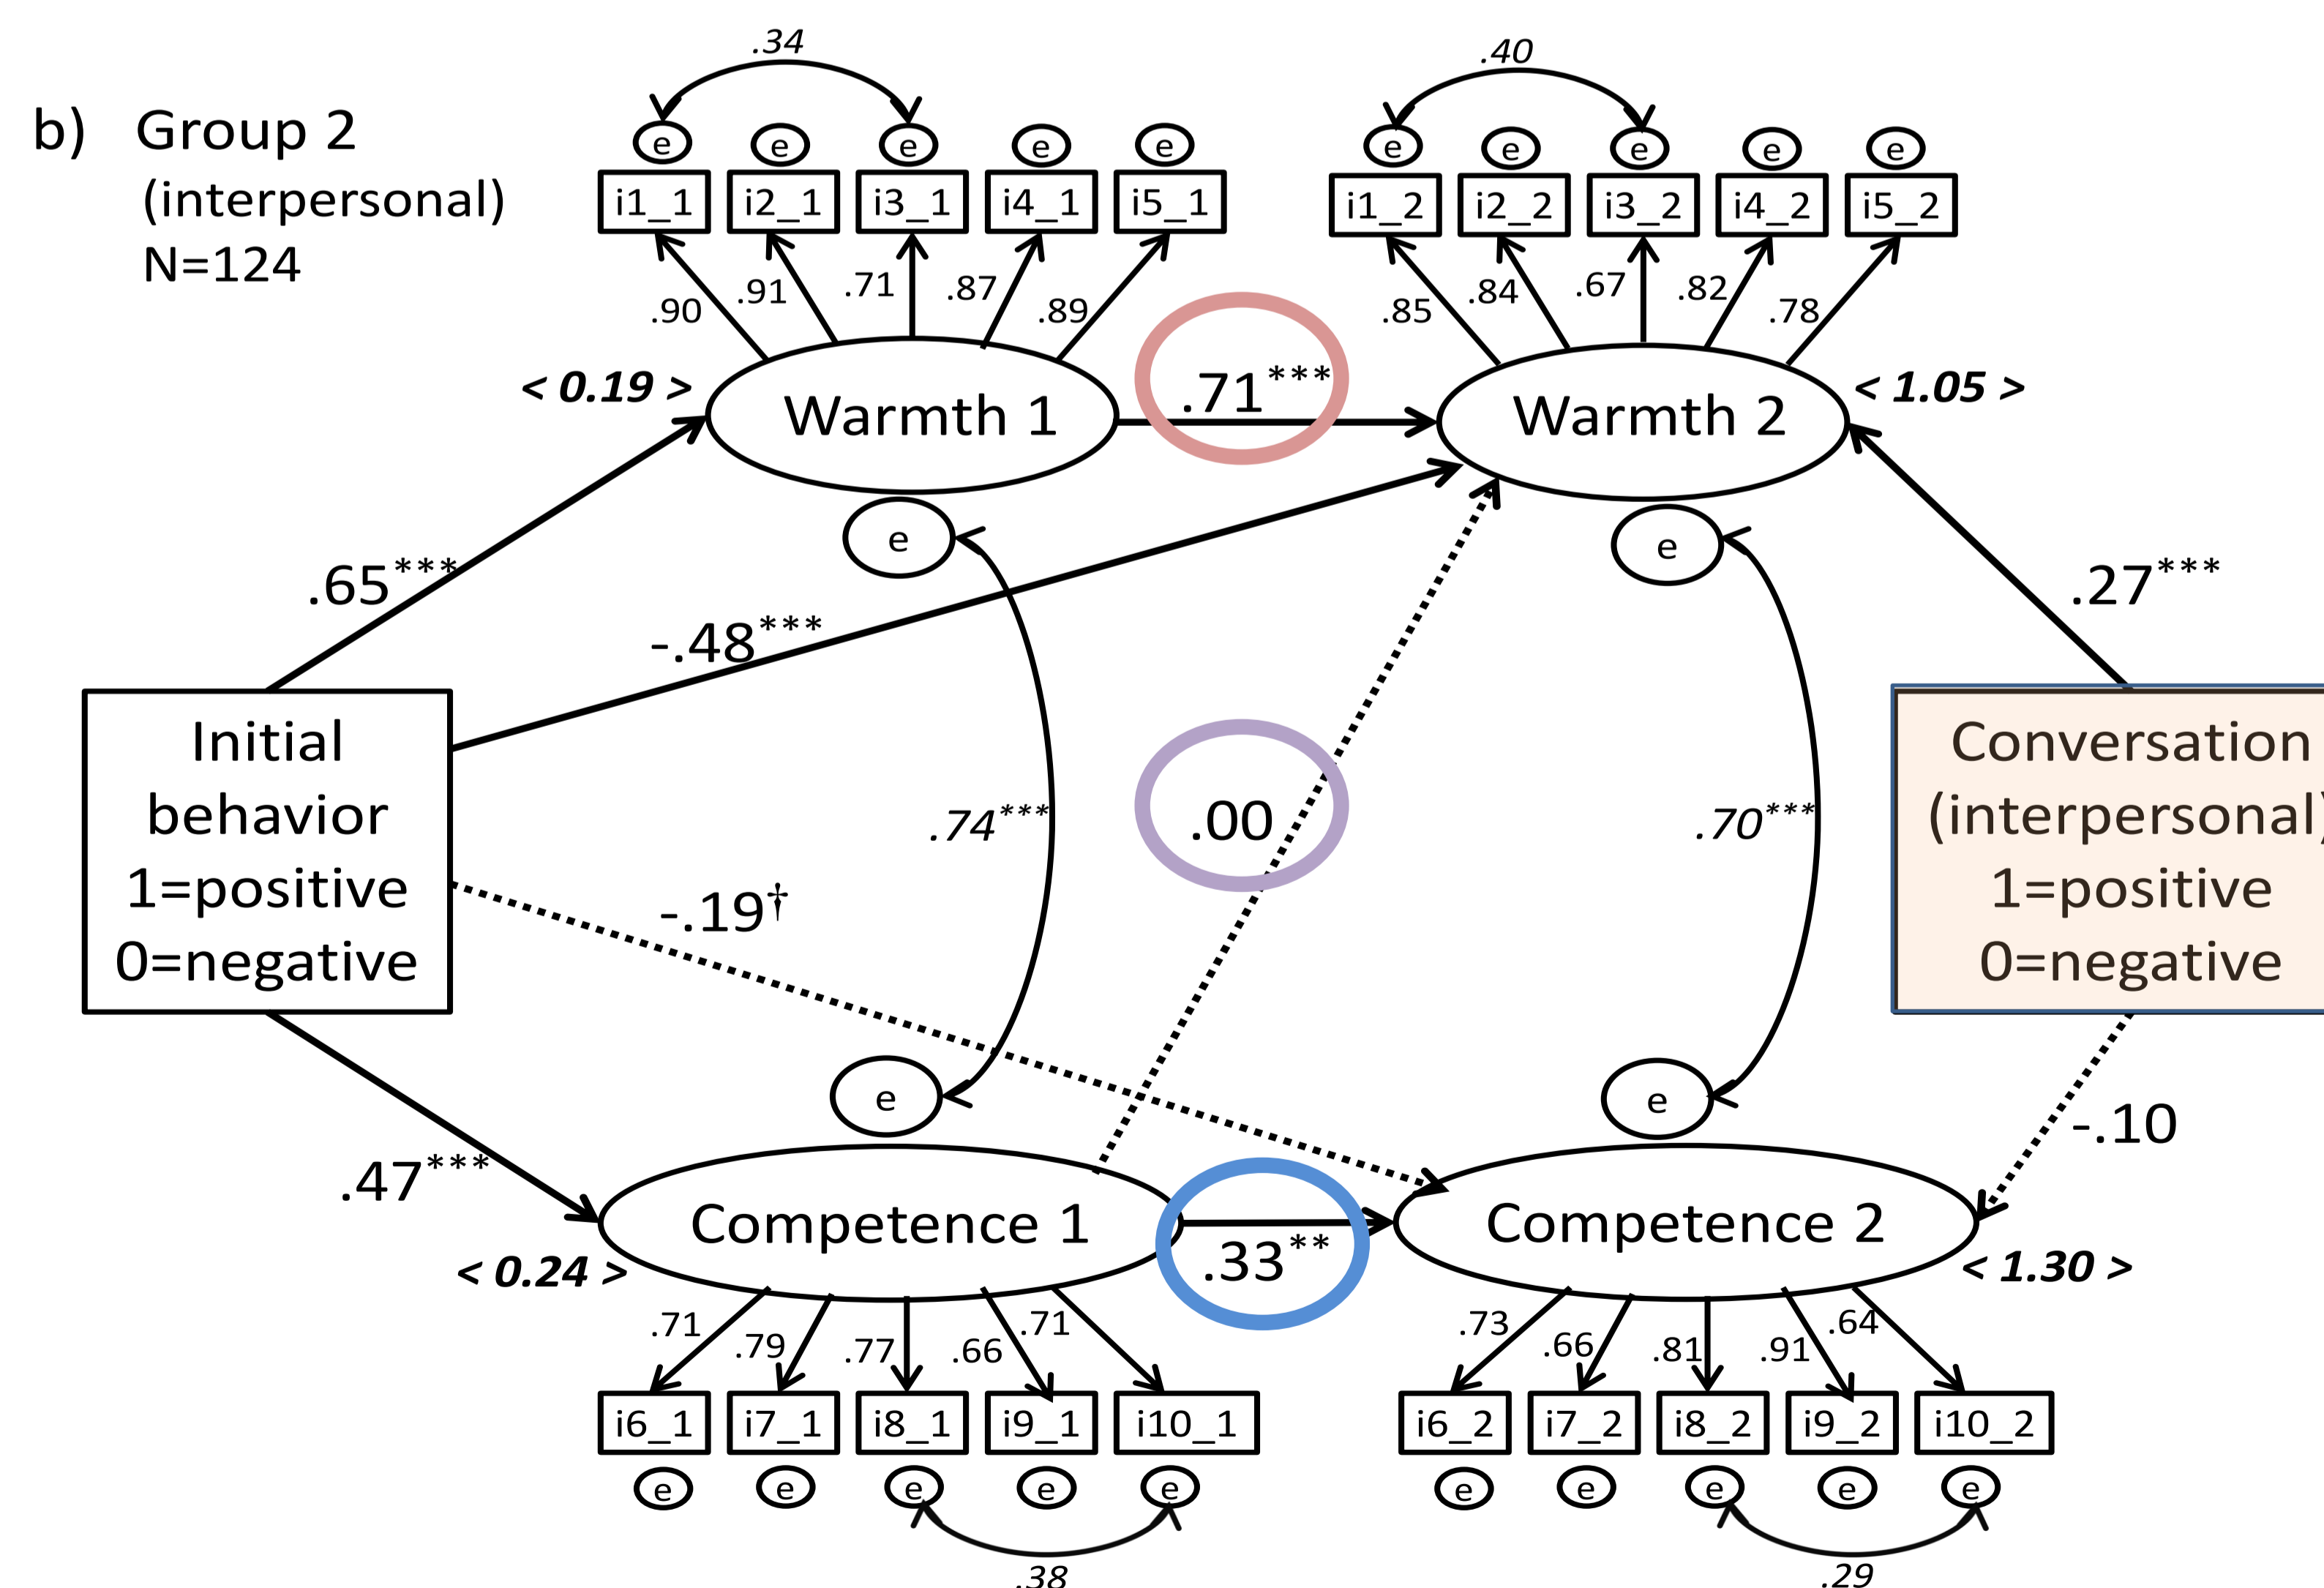 .34
.40
b) Group 2
(interpersonal)
N=124
e e e e e
e e e e e
i1_1 i2_1 i3_1 i4_1 i5_1
i1_2 i2_2 i3_2 i4_2 i5_2
.90 .91 .71 .87 .89
.85 .84 .67 .82 .78
< 0.19 >
Warmth 1
.71***
Warmth 2
< 1.05 >
e
e
.65***
-.48***
.27***
Initial
behavior
1=positive
0=negative
.74***
.00
.70***
Conversation
(interpersonal)
1=positive
0=negative
-.19†
-.10
e
e
.47***
Competence 1
.33**
Competence 2
< 0.24 >
< 1.30 >
.71 .79 .77 .66 .71
.73 .66 .81 .91 .64
i6_1 i7_1 i8_1 i9_1 i10_1
i6_2 i7_2 i8_2 i9_2 i10_2
e e e e e
e e e e e
.38
.29